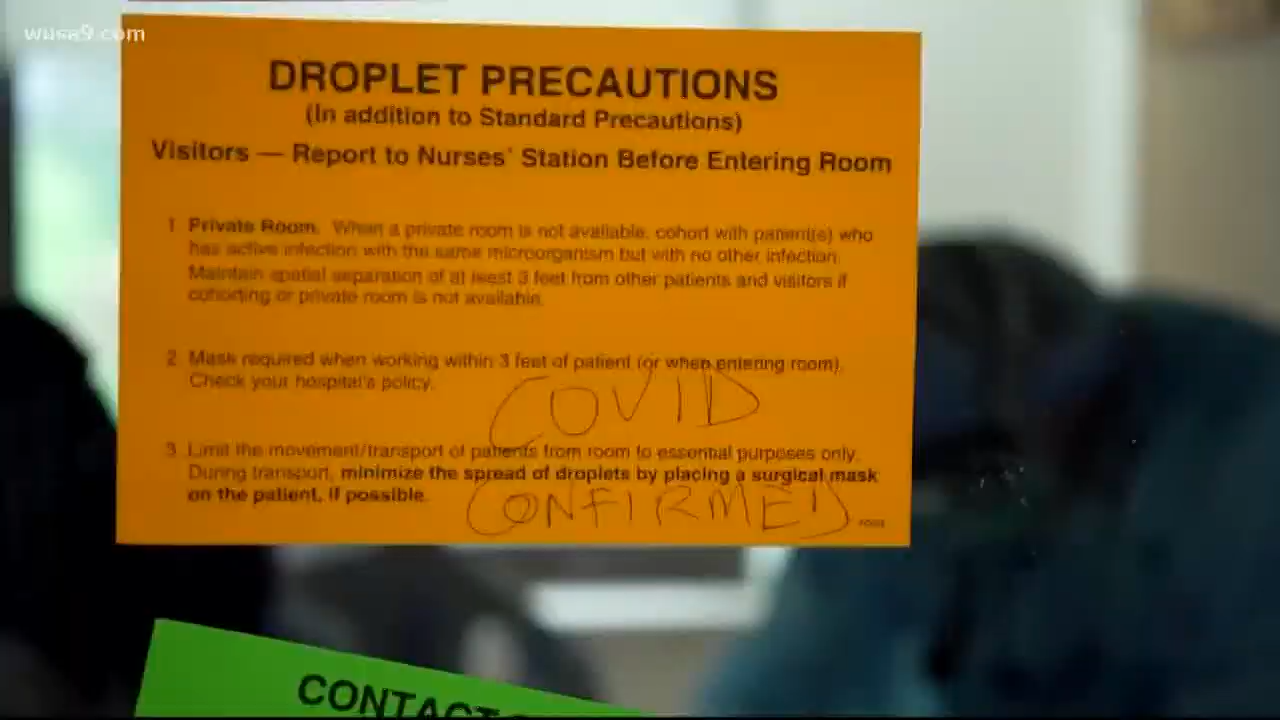 wusa9.com
DROPLET PRECAUTIONS
(In addition to Standard Precautions)
Visitors — Report to Nurses' Station Before Entering Room
1. Private Room. When a private room is not available, cohort with patient(s) who
has active infection with the same microorganism but with no other infection.
Maintain spatial separation of at least 3 feet from other patients and visitors if
cohorting or private room is not available.
2. Mask required when working within 3 feet of patient (or when entering room).
Check your hospital's policy.
COVID
3. Limit the movement/transport of patients from room to essential purposes only.
During transport, minimize the spread of droplets by placing a surgical mask
on the patient, if possible.
CONFIRMED
CONTACT